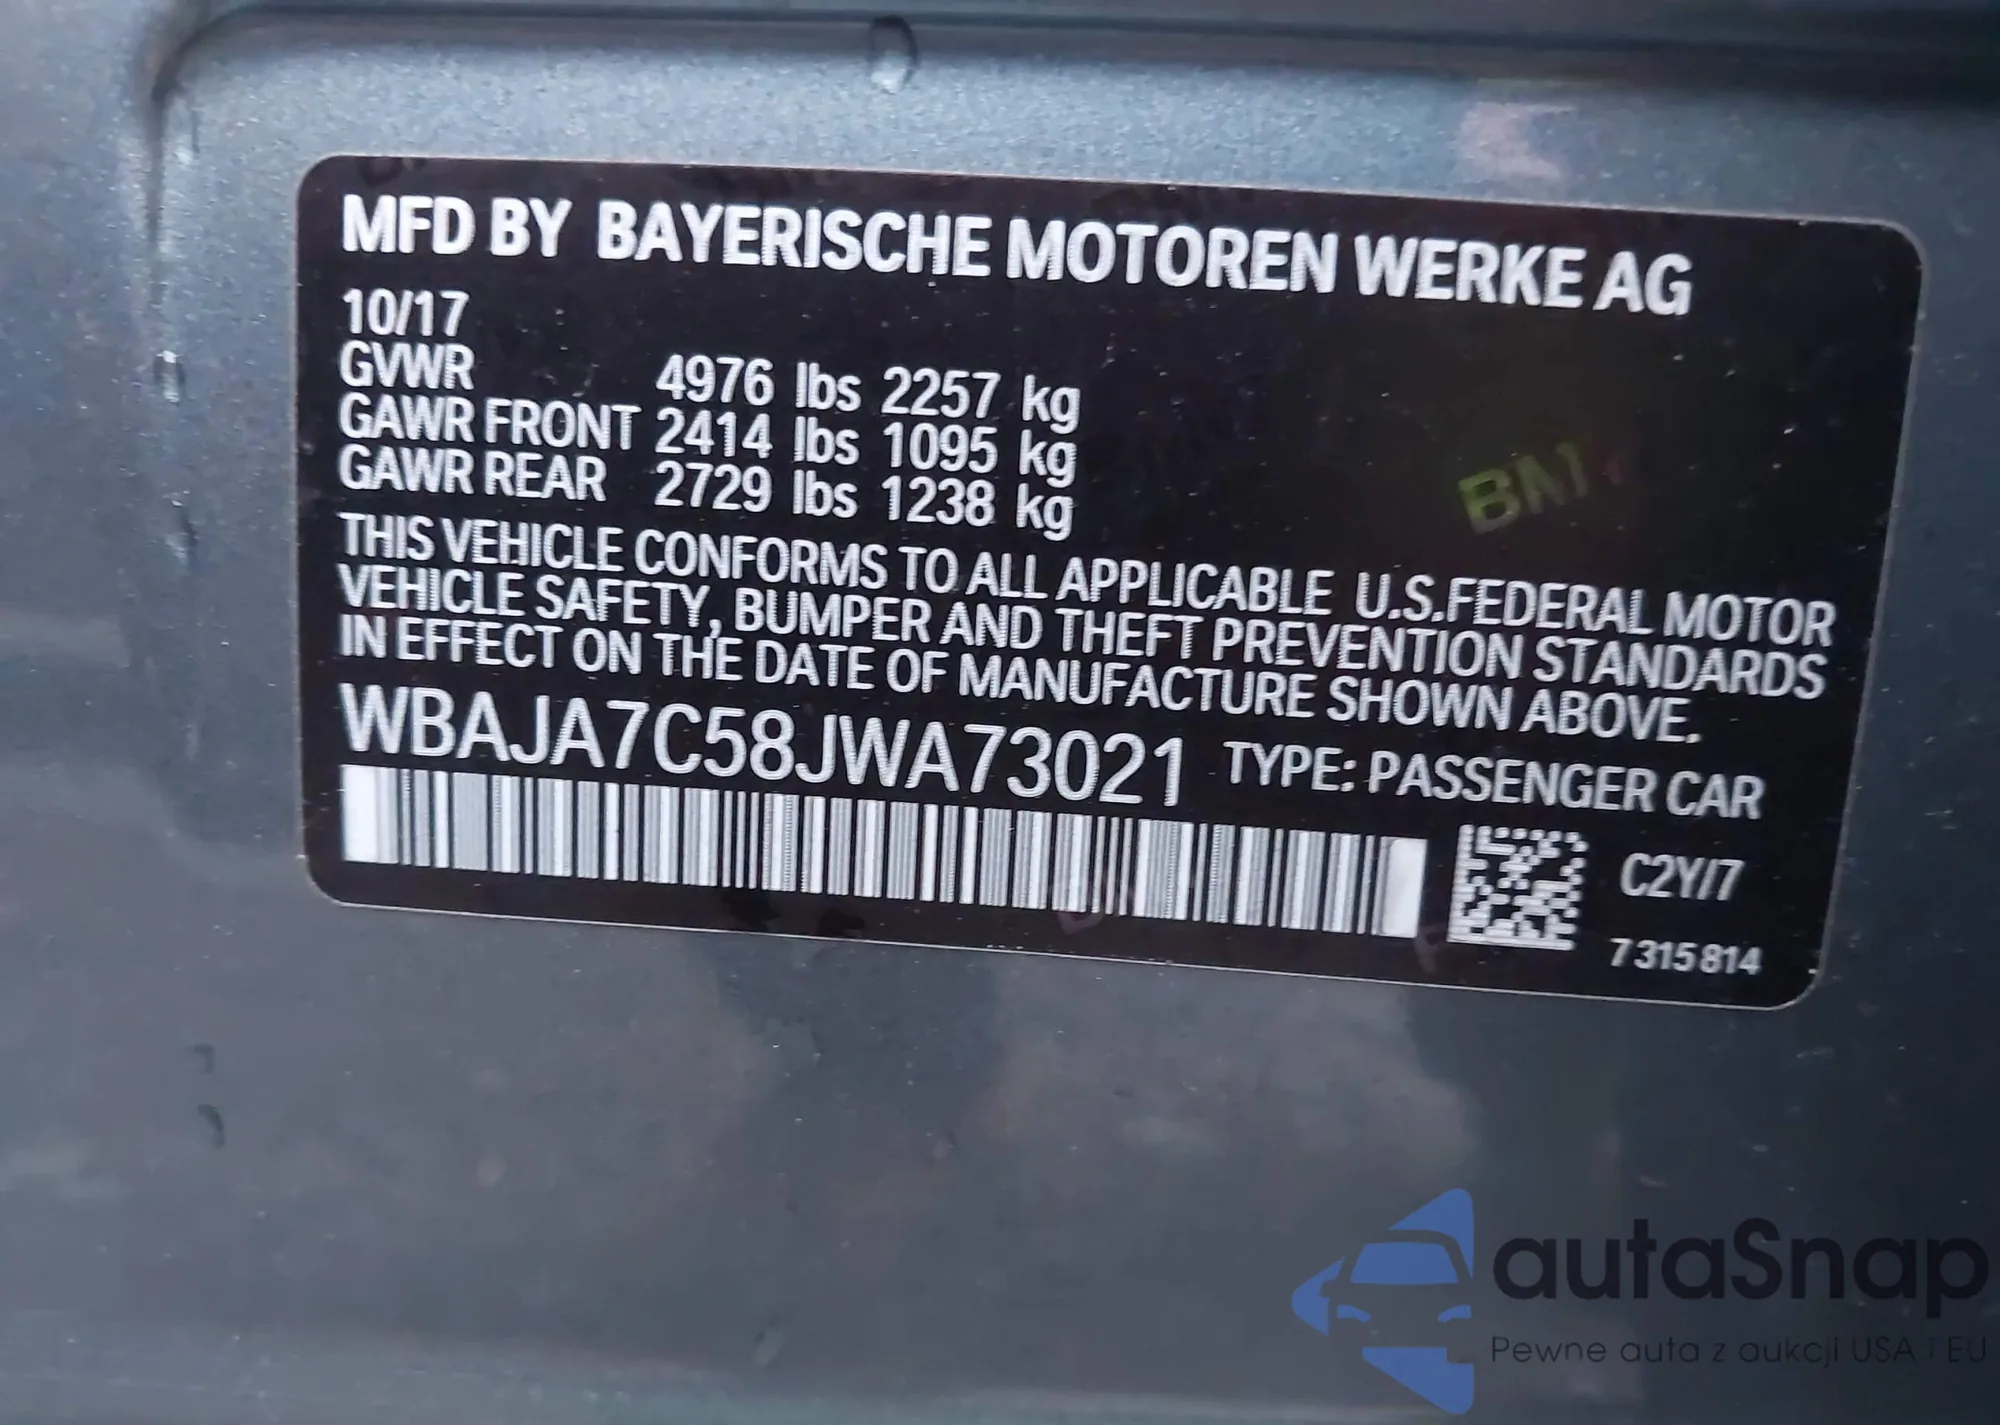 MFD BY BAYERISCHE MOTOREN WERKE AG
10/17
GVWR 4976 lbs 2257 kg
GAWR FRONT 2414 lbs 1095 kg
GAWR REAR 2729 lbs 1238 kg
THIS VEHICLE CONFORMS TO ALL APPLICABLE U.S.FEDERAL MOTOR
VEHICLE SAFETY, BUMPER AND THEFT PREVENTION STANDARDS
IN EFFECT ON THE DATE OF MANUFACTURE SHOWN ABOVE.
WBAJA7C58JWA73021 TYPE: PASSENGER CAR
C2Y/7
7 315 814
autaSnap
Pewne auta z aukcji USA i EU